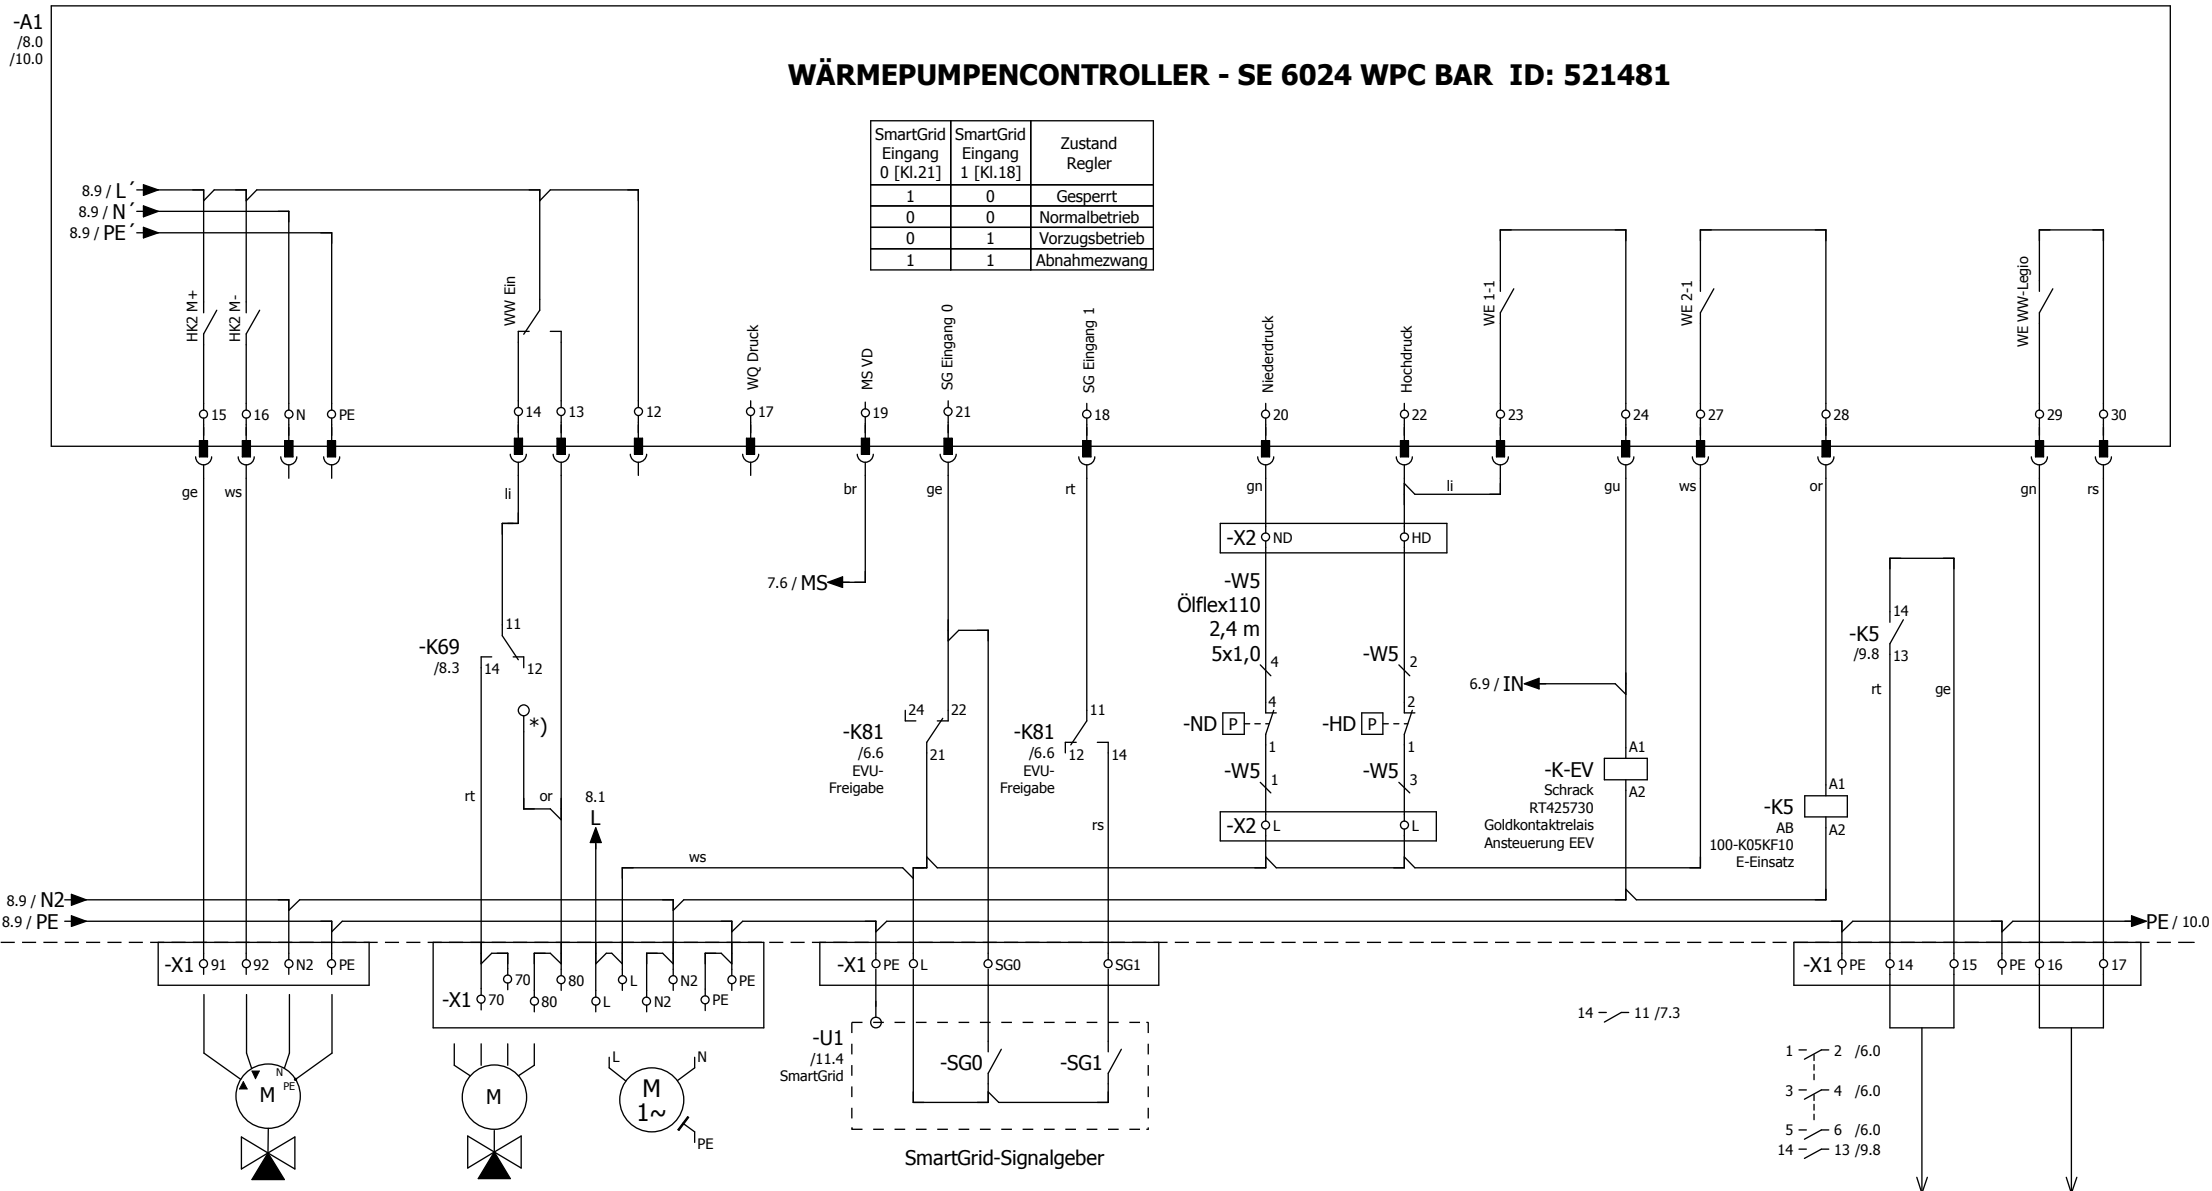 -A1
/8.0
/10.0
WÄRMEPUMPENCONTROLLER - SE 6024 WPC BAR ID: 521481
SmartGrid Eingang 0 [Kl.21] SmartGrid Eingang 1 [Kl.18] Zustand Regler
1 0 Gesperrt
0 0 Normalbetrieb
0 1 Vorzugsbetrieb
1 1 Abnahmezwang
8.9 / L´
8.9 / N´
8.9 / PE´
HK2 M+
HK2 M-
WW Ein
WQ Druck
MS VD
SG Eingang 0
SG Eingang 1
Niederdruck
Hochdruck
WE 1-1
WE 2-1
WE WW-Legio
15 16 N PE 14 13 12 17 19 21 18 20 22 23 24 27 28 29 30
ge ws li br ge rt gn li gu ws or gn rs
-X2 ND HD
7.6 / MS
-W5
Ölflex110
2,4 m
5x1,0
4
-W5 2
-K69
/8.3
11
14 12
*)
-K81
/6.6
EVU-
Freigabe
24 22
21
-K81
/6.6
EVU-
Freigabe
11
12 14
-ND P
4
1
-HD P
2
1
-W5 1
-W5 3
-X2 L L
6.9 / IN
-K-EV
Schrack
RT425730
Goldkontaktrelais
Ansteuerung EEV
A1
A2
-K5
AB
100-K05KF10
E-Einsatz
A1
A2
-K5
/9.8
14
13
rt ge
rt or
8.1
L
ws
rs
8.9 / N2
8.9 / PE
PE / 10.0
-X1 91 92 N2 PE
-X1 70 70 80 80 L L N2 N2 PE PE
-X1 PE L SG0 SG1
-X1 PE 14 15 PE 16 17
M
N
PE
M
L
N
M
1~
PE
-U1
/11.4
SmartGrid
-SG0
-SG1
SmartGrid-Signalgeber
14 11 /7.3
1 2 /6.0
3 4 /6.0
5 6 /6.0
14 13 /9.8